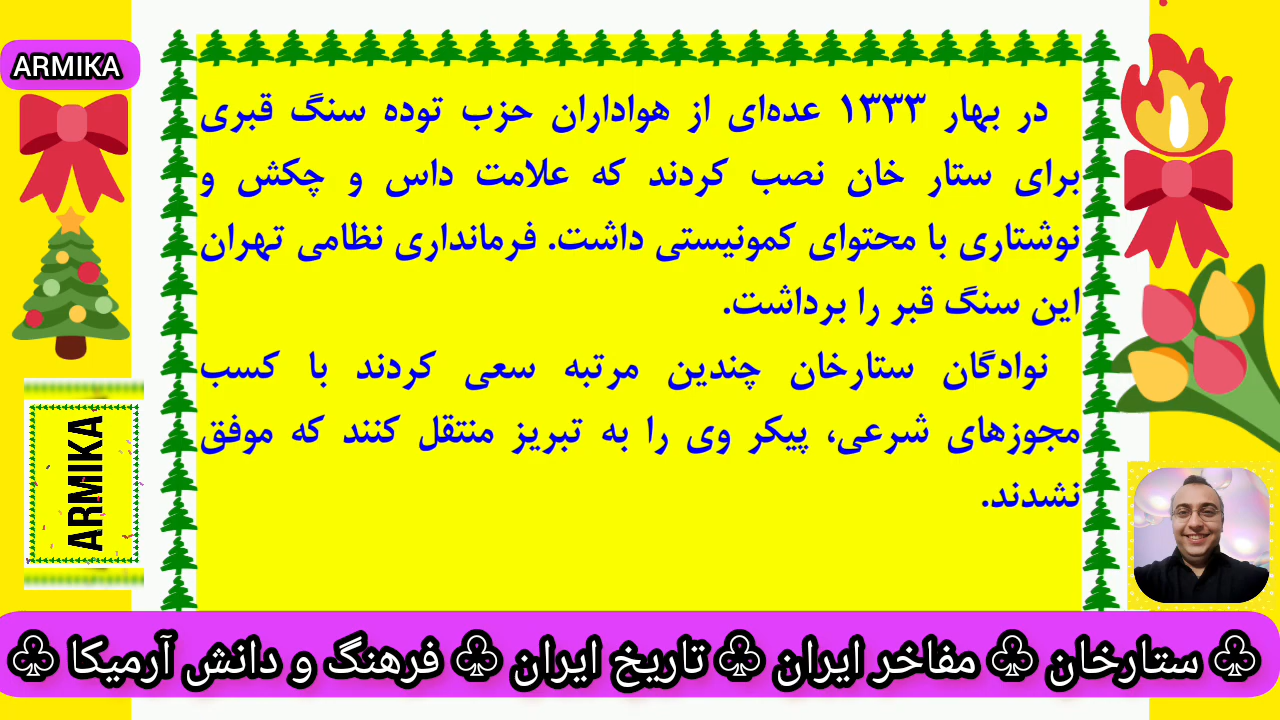 ARMIKA
در بهار ۱۳۳۳ عده‌ای از هواداران حزب توده سنگ قبری
برای ستار خان نصب کردند که علامت داس و چکش و
نوشتاری با محتوای کمونیستی داشت. فرمانداری نظامی تهران
این سنگ قبر را برداشت.
نوادگان ستارخان چندین مرتبه سعی کردند با کسب
مجوزهای شرعی، پیکر وی را به تبریز منتقل کنند که موفق
نشدند.
ARMIKA
♧ ستارخان ♧ مفاخر ایران ♧ تاریخ ایران ♧ فرهنگ و دانش آرمیکا ♧